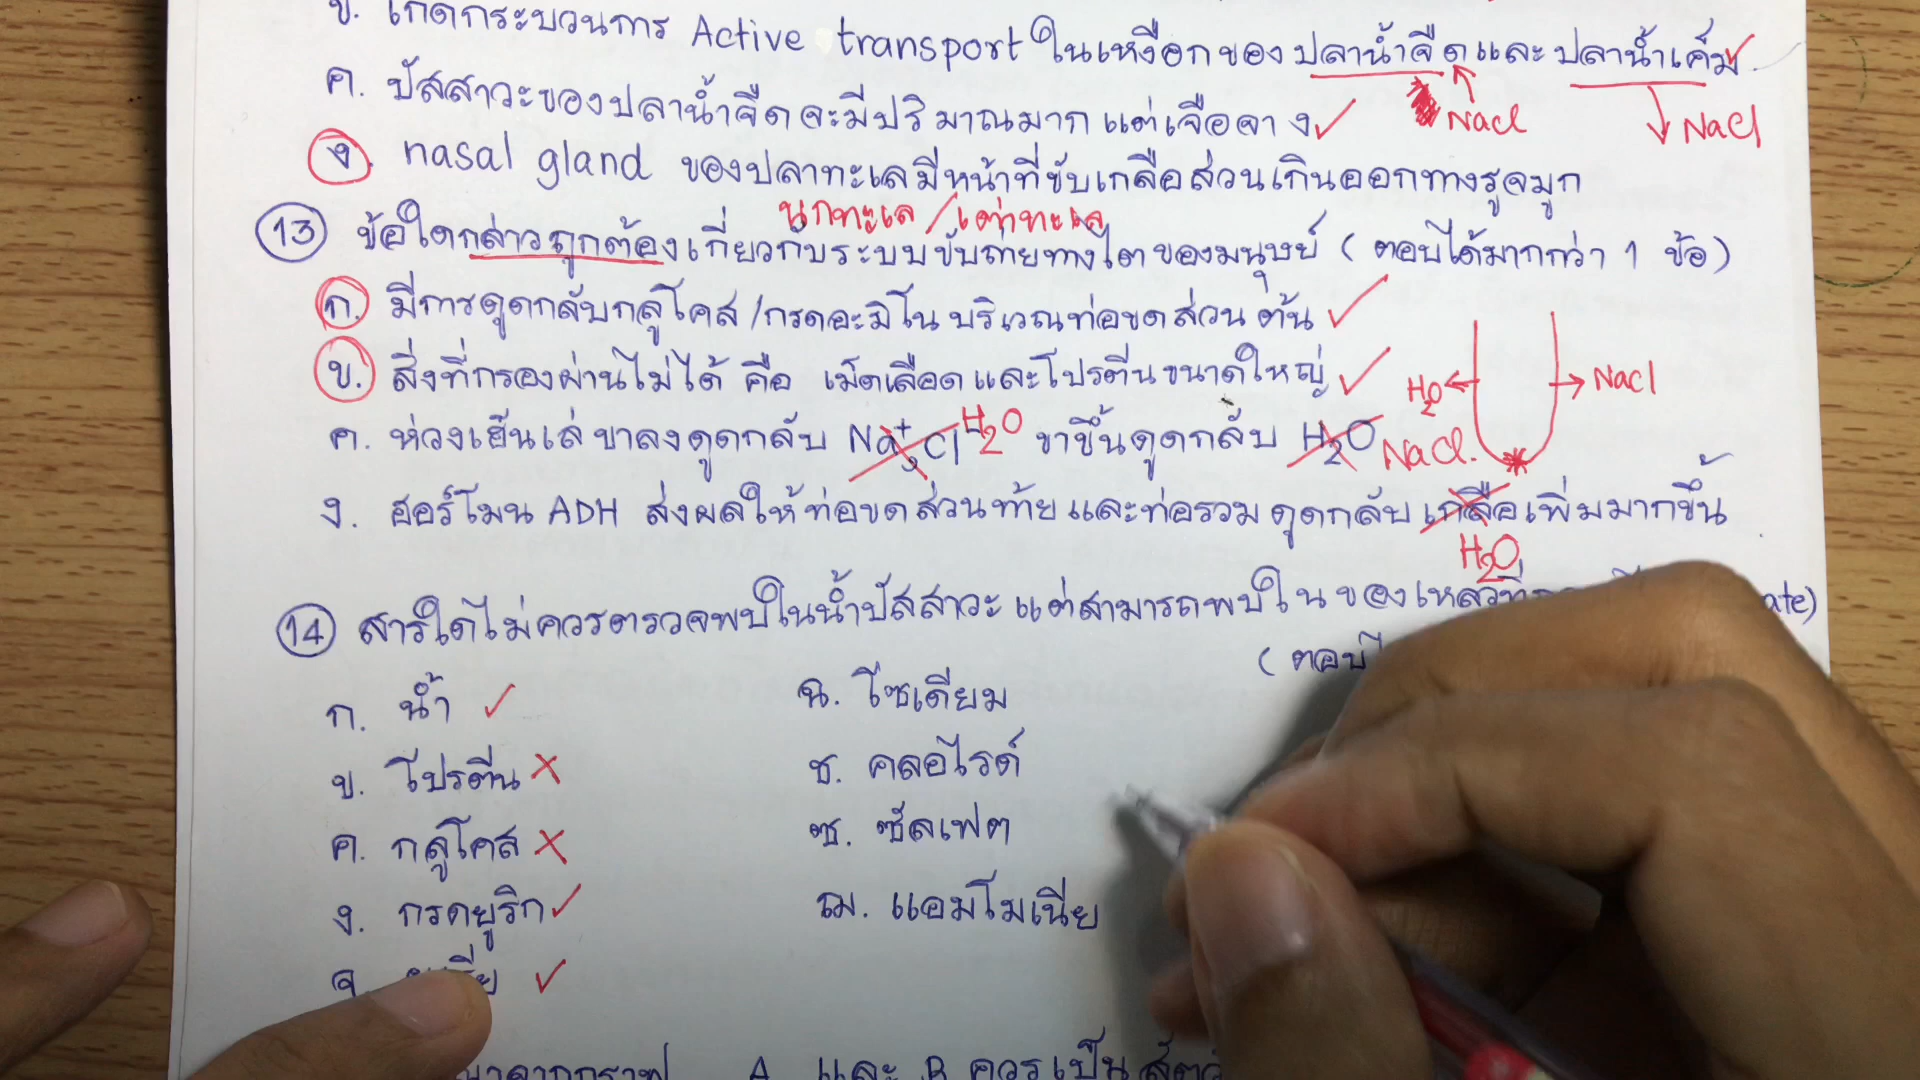 ข. เกิดกระบวนการ Active transport ในเหงือกของปลาน้ำจืดและปลาน้ำเค็ม ✓
ค. ปัสสาวะของปลาน้ำจืดจะมีปริมาณมากแต่เจือจาง ✓ NaCl NaCl
ง. nasal gland ของปลาทะเลมีหน้าที่ขับเกลือส่วนเกินออกทางรูจมูก
นกทะเล/เต่าทะเล
13 ข้อใดกล่าวถูกต้องเกี่ยวกับระบบขับถ่ายทางไตของมนุษย์ (ตอบได้มากกว่า 1 ข้อ)
ก. มีการดูดกลับกลูโคส/กรดอะมิโน บริเวณท่อขดส่วนต้น ✓
ข. สิ่งที่กรองผ่านไม่ได้ คือ เม็ดเลือดและโปรตีนขนาดใหญ่ ✓ H2O NaCl
ค. ห่วงเฮนเล่ ขาลงดูดกลับ Na+, Cl- H2O ขาขึ้นดูดกลับ H2O NaCl.
ง. ฮอร์โมน ADH ส่งผลให้ท่อขดส่วนท้ายและท่อรวม ดูดกลับเกลือเพิ่มมากขึ้น
H2O
14 สารใดไม่ควรตรวจพบในน้ำปัสสาวะ แต่สามารถพบใน ของเหลวที่
(ตอบได้
ก. น้ำ ✓ ฉ. โซเดียม
ข. โปรตีน ✗ ช. คลอไรด์
ค. กลูโคส ✗ ซ. ซัลเฟต
ง. กรดยูริก ✓ ฌ. แอมโมเนีย
จ. ✓
A และ B ควรเป็น